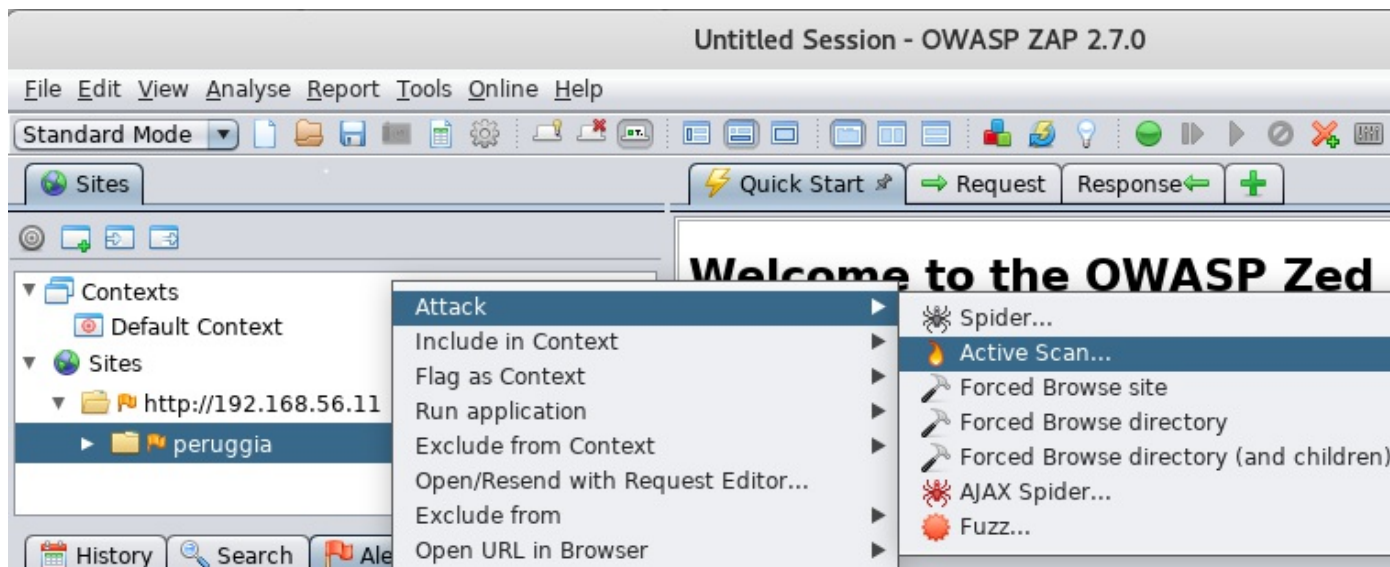 Untitled Session - OWASP ZAP 2.7.0
File Edit View Analyse Report Tools Online Help
Standard Mode
Sites
Quick Start
Request
Response
Welcome to the OWASP Zed
Contexts
Default Context
Sites
http://192.168.56.11
peruggia
Attack
Include in Context
Flag as Context
Run application
Exclude from Context
Open/Resend with Request Editor...
Exclude from
Open URL in Browser
Spider...
Active Scan...
Forced Browse site
Forced Browse directory
Forced Browse directory (and children)
AJAX Spider...
Fuzz...
History
Search
Ale